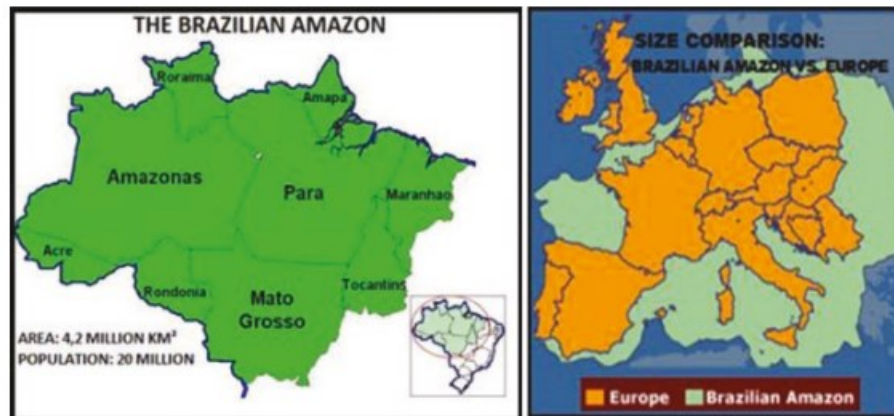 THE BRAZILIAN AMAZON
Roraima
Amapa
Amazonas
Para
Maranhao
Acre
Rondonia
Mato
Grosso
Tocantins
AREA: 4,2 MILLION KM²
POPULATION: 20 MILLION
SIZE COMPARISON:
BRAZILIAN AMAZON VS. EUROPE
Europe
Brazilian Amazon